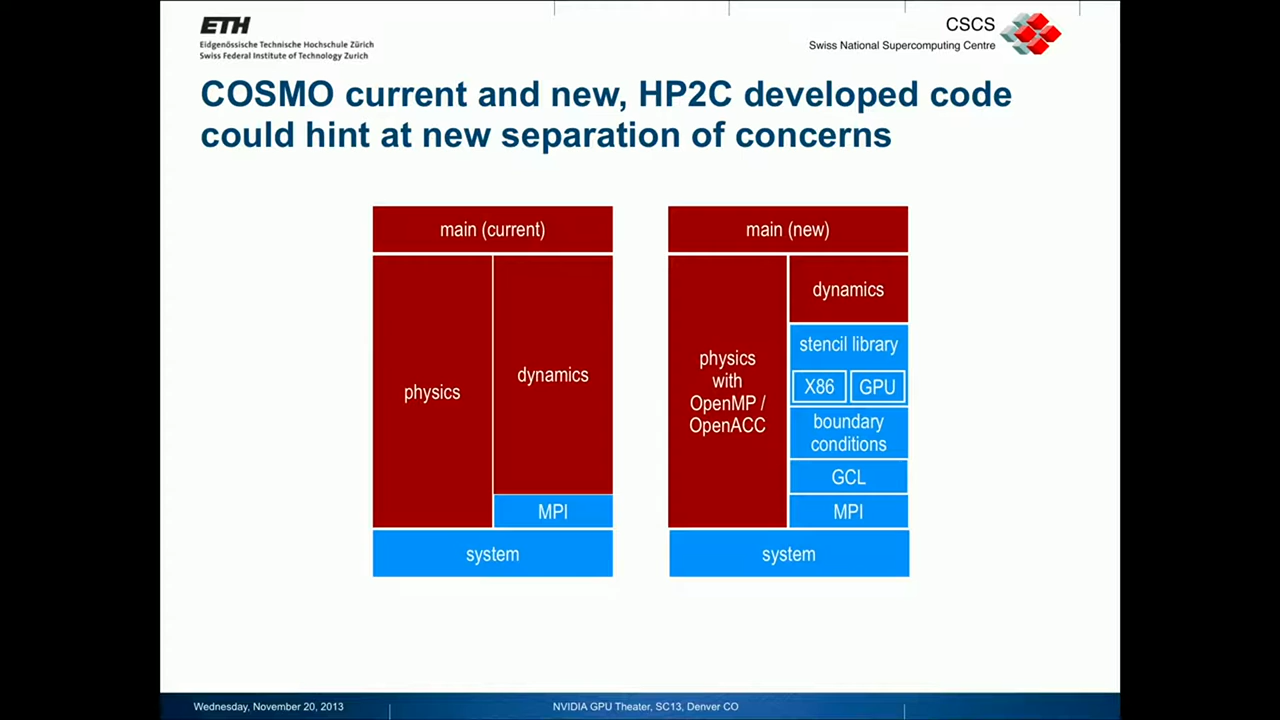 ETH
Eidgenössische Technische Hochschule Zürich
Swiss Federal Institute of Technology Zurich
CSCS
Swiss National Supercomputing Centre
COSMO current and new, HP2C developed code
could hint at new separation of concerns
main (current)
physics
dynamics
MPI
system
main (new)
physics
with
OpenMP /
OpenACC
dynamics
stencil library
X86
GPU
boundary
conditions
GCL
MPI
system
Wednesday, November 20, 2013
NVIDIA GPU Theater, SC13, Denver CO